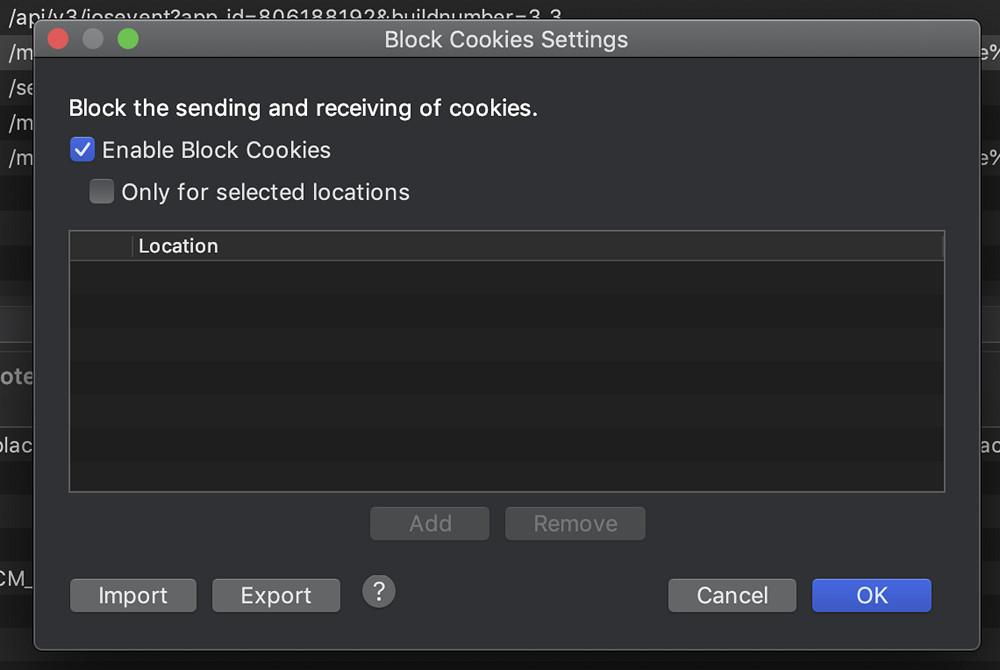 /api/v3/iosevent?app_id=806188192&buildnumber=3.3
Block Cookies Settings
/m
e%
/se
/m
/m
e%
Block the sending and receiving of cookies.
Enable Block Cookies
Only for selected locations
Location
ote
plac
ac
CM_
Add
Remove
Import
Export
?
Cancel
OK